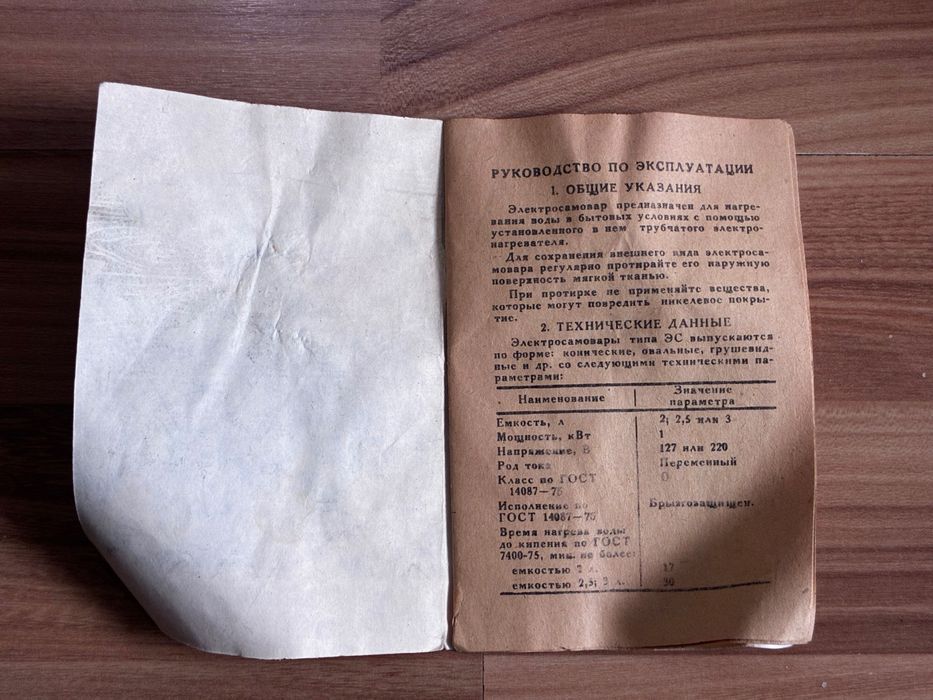 РУКОВОДСТВО ПО ЭКСПЛУАТАЦИИ
1. ОБЩИЕ УКАЗАНИЯ
Электросамовар предназначен для нагре-
вания воды в бытовых условиях с помощью
установленного в нем трубчатого электро-
нагревателя.
Для сохранения внешнего вида электроса-
мовара регулярно протирайте его наружную
поверхность мягкой тканью.
При протирке не применяйте вещества,
которые могут повредить никелевое покры-
тие.
2. ТЕХНИЧЕСКИЕ ДАННЫЕ
Электросамовары типа ЭС выпускаются
по форме: конические, овальные, грушевид-
ные и др. со следующими техническими па-
раметрами:
Наименование Значение
параметра
Емкость, л 2; 2,5 или 3
Мощность, кВт 1
Напряжение, В 127 или 220
Род тока Переменный
Класс по ГОСТ 0
14087—75
Исполнение по Брызгозащищен.
ГОСТ 14087—75
Время нагрева воды
до кипения по ГОСТ
7400-75, мин. не более:
емкостью 2 л. 17
емкостью 2,5; 3 л. 30